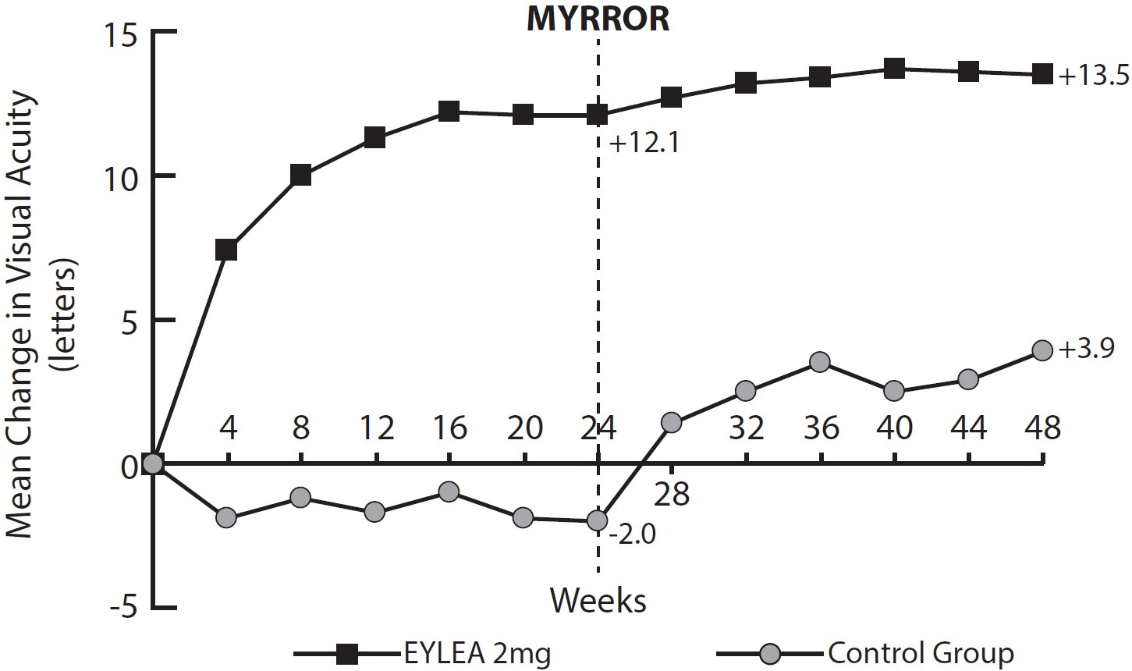 MYRROR
Mean Change in Visual Acuity
(letters)
15
10
5
0
-5
+13.5
+12.1
+3.9
-2.0
4 8 12 16 20 24 32 36 40 44 48
28
Weeks
EYLEA 2mg Control Group